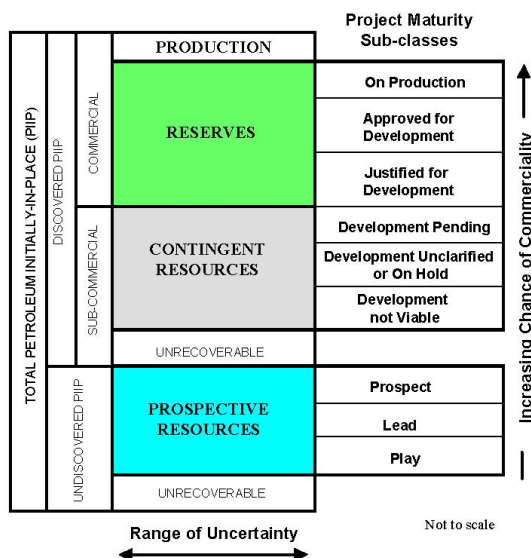 Project Maturity
Sub-classes
PRODUCTION
On Production
RESERVES
Approved for
Development
Justified for
Development
CONTINGENT
RESOURCES
Development Pending
Development Unclarified
or On Hold
Development
not Viable
UNRECOVERABLE
PROSPECTIVE
RESOURCES
Prospect
Lead
Play
UNRECOVERABLE
TOTAL PETROLEUM INITIALLY-IN-PLACE (PIIP)
DISCOVERED PIIP
UNDISCOVERED PIIP
COMMERCIAL
SUB-COMMERCIAL
Increasing Chance of Commerciality
Range of Uncertainty
Not to scale